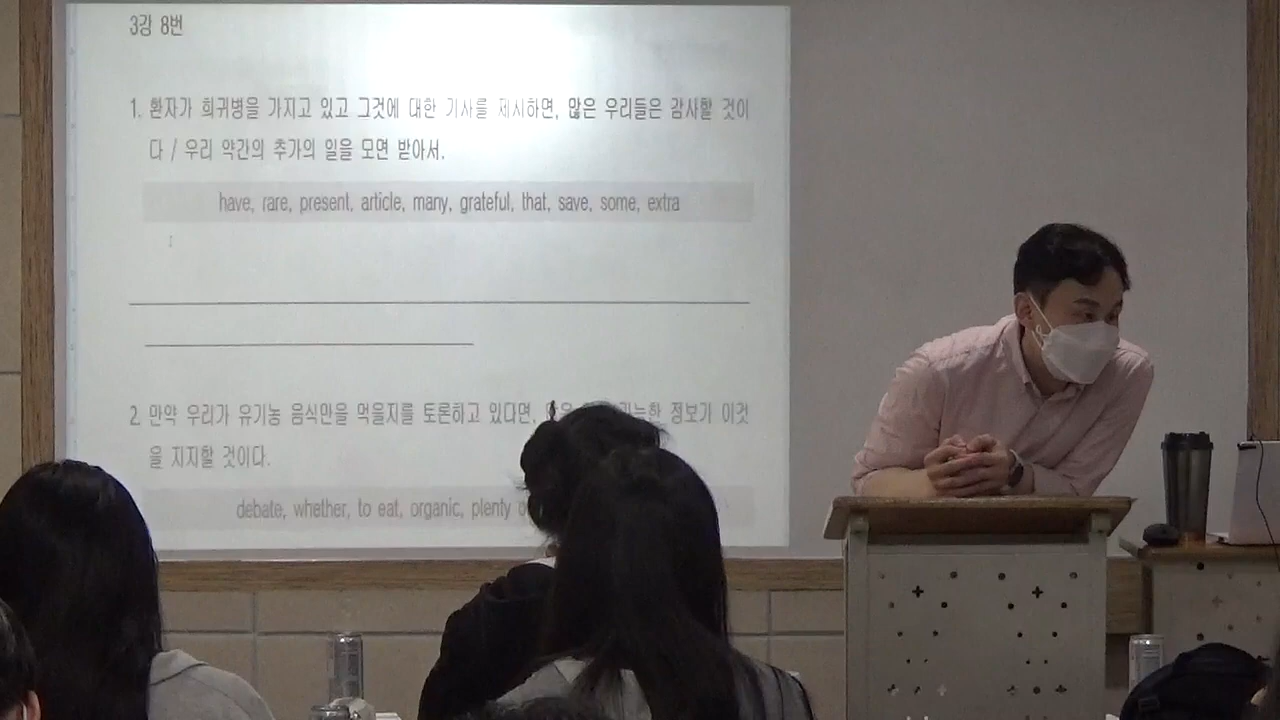 3강 8번
1. 환자가 희귀병을 가지고 있고 그것에 대한 기사를 제시하면, 많은 우리들은 감사할 것이
다 / 우리 약간의 추가의 일을 모면 받아서.
have, rare, present, article, many, grateful, that, save, some, extra
2. 만약 우리가 유기농 음식만을 먹을지를 토론하고 있다면, 정보기 이것
을 지지할 것이다.
debate, whether, to eat, organic, plenty